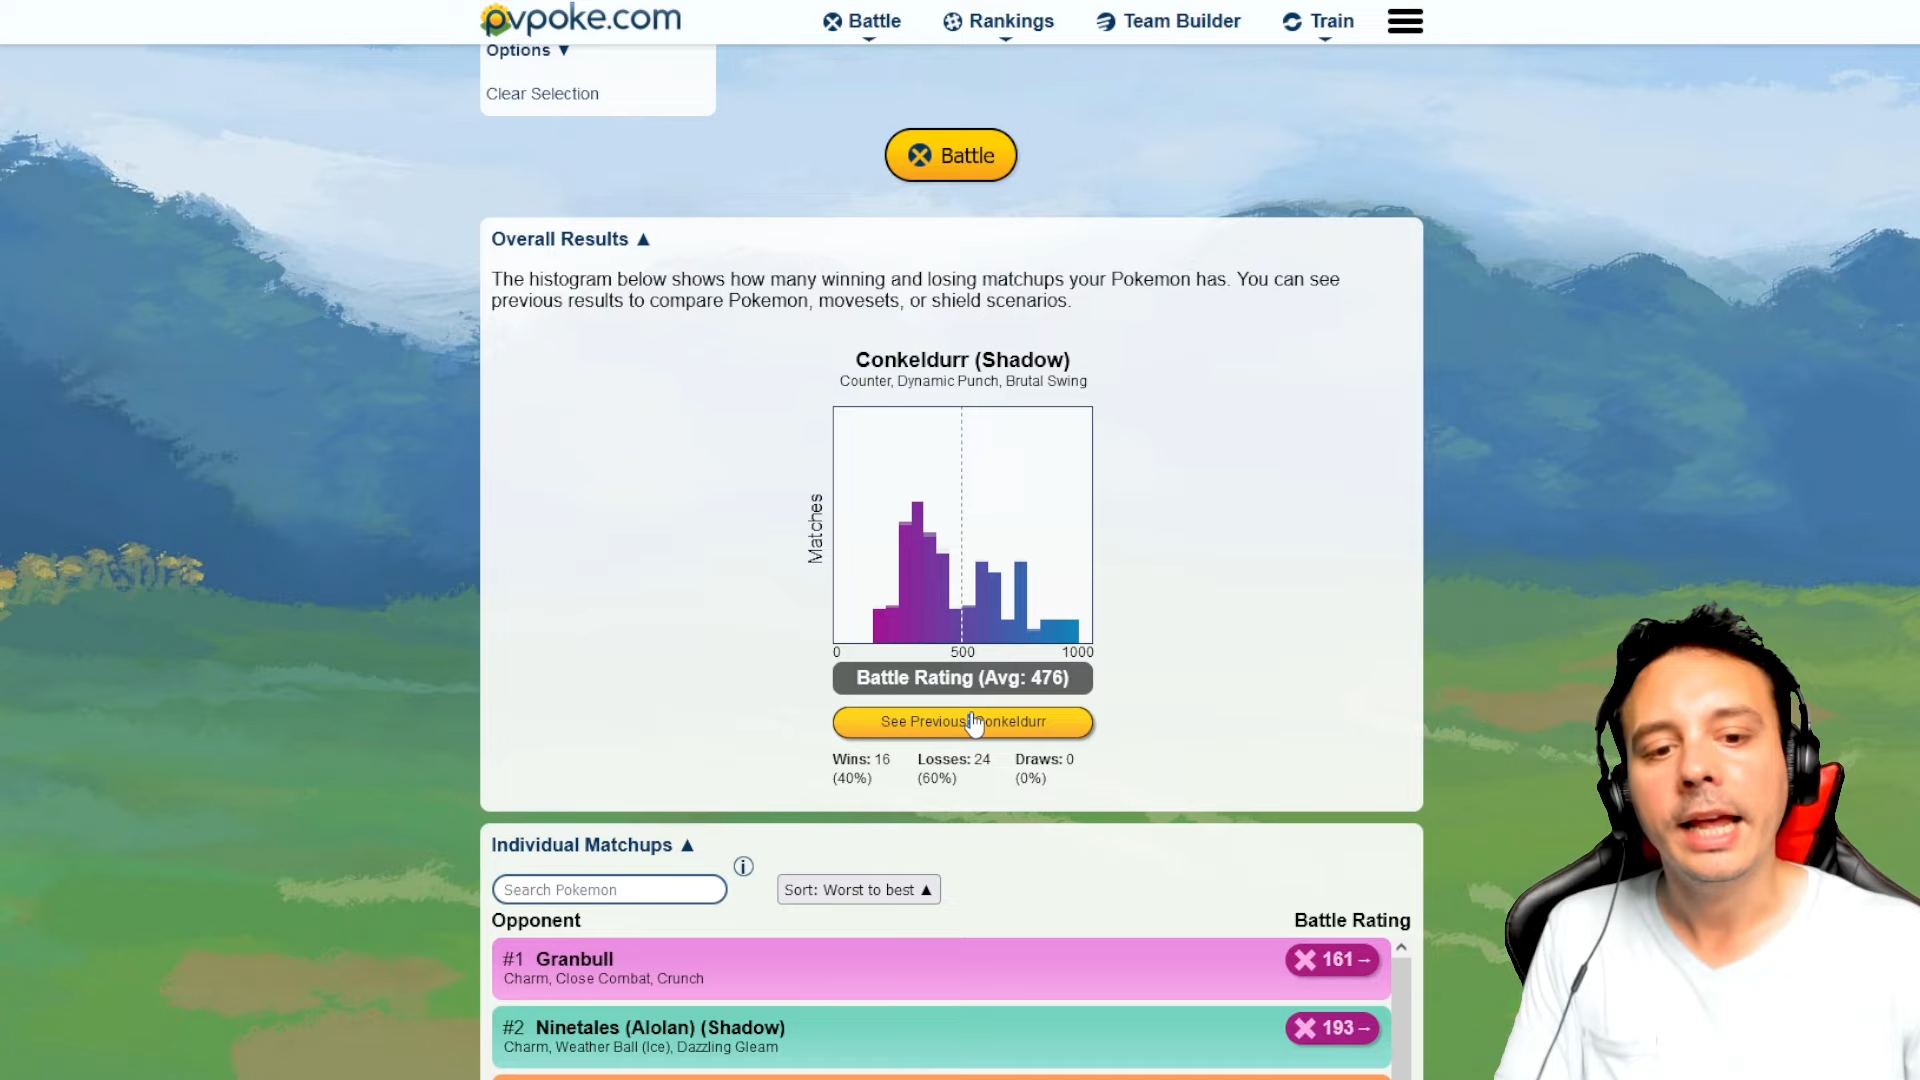 pvpoke.com
Battle
Rankings
Team Builder
Train
Options ▼
Clear Selection
Battle
Overall Results ▲
The histogram below shows how many winning and losing matchups your Pokemon has. You can see
previous results to compare Pokemon, movesets, or shield scenarios.
Conkeldurr (Shadow)
Counter, Dynamic Punch, Brutal Swing
Matches
0 500 1000
Battle Rating (Avg: 476)
See Previous: Conkeldurr
Wins: 16 Losses: 24 Draws: 0
(40%) (60%) (0%)
Individual Matchups ▲
i
Search Pokemon
Sort: Worst to best ▲
Opponent Battle Rating
#1 Granbull 161→
Charm, Close Combat, Crunch
#2 Ninetales (Alolan) (Shadow) 193→
Charm, Weather Ball (Ice), Dazzling Gleam